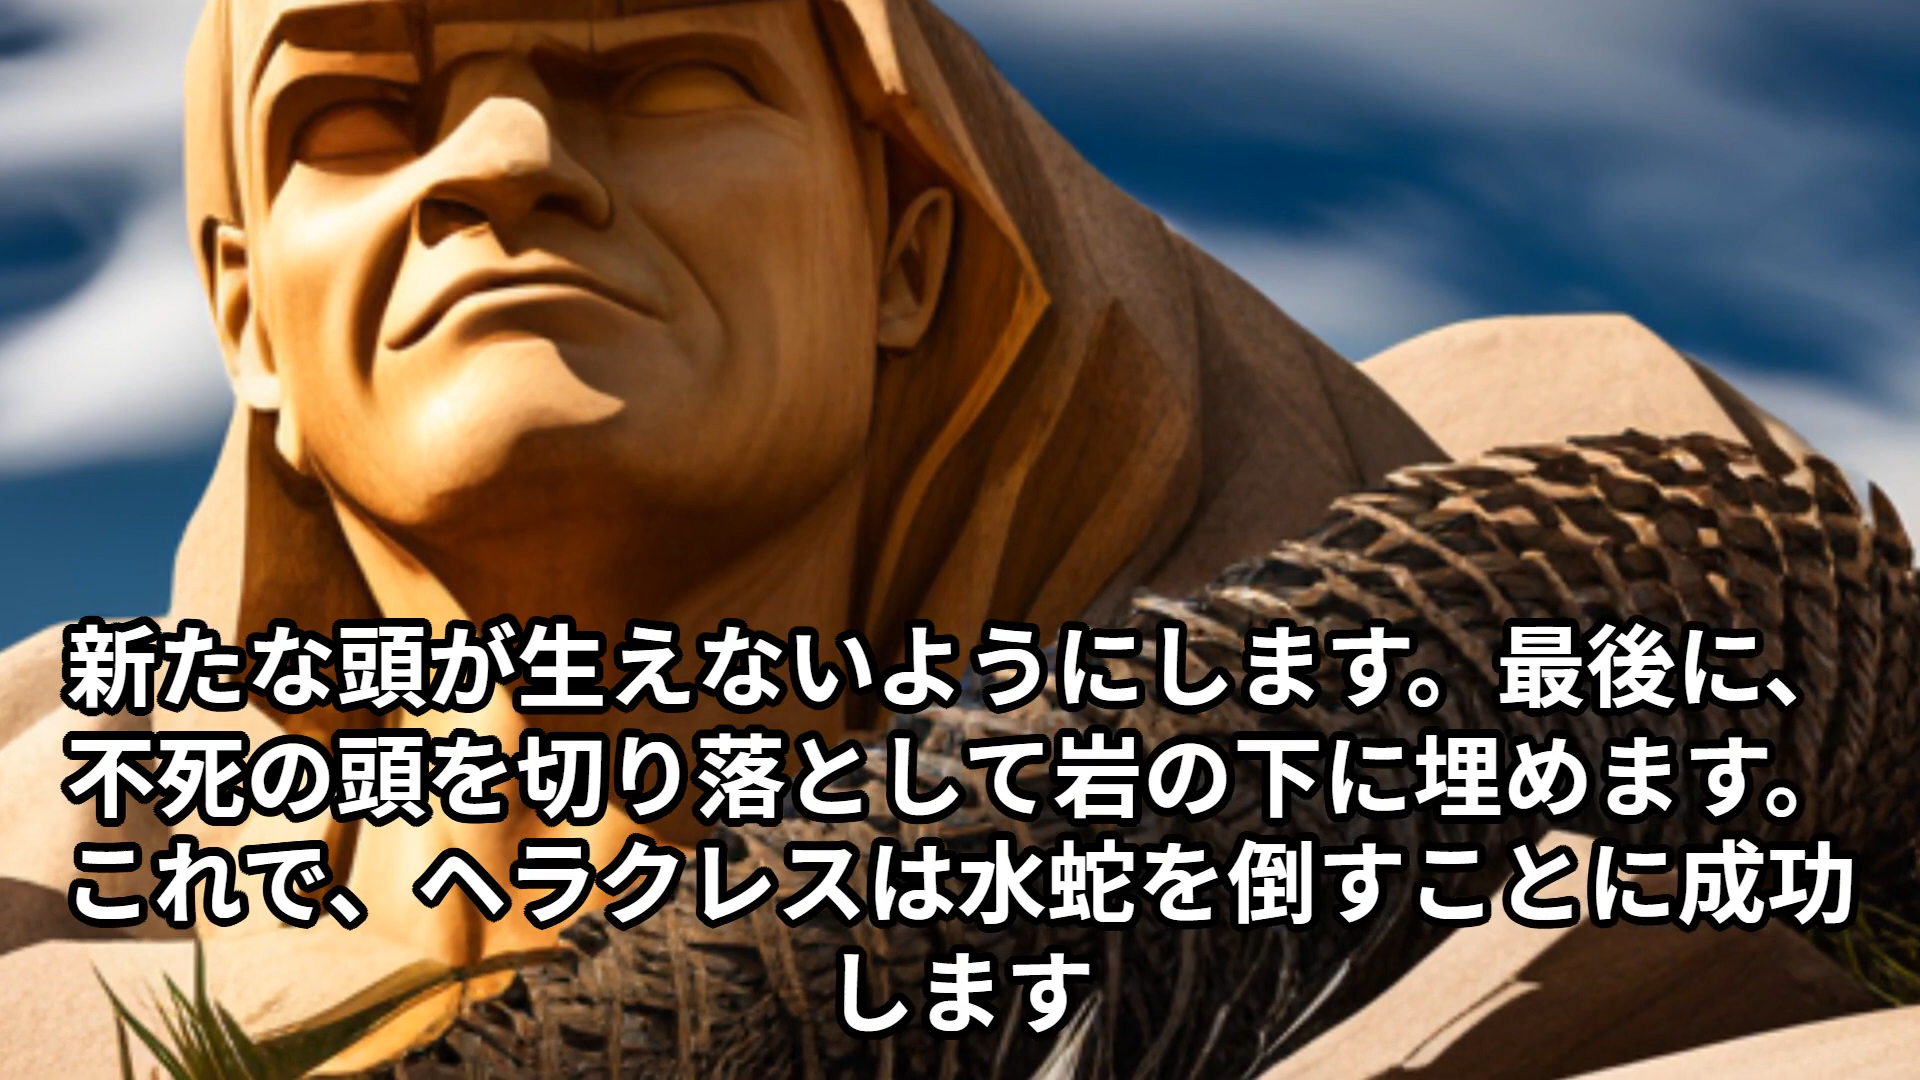 新たな頭が生えないようにします。最後に、
不死の頭を切り落として岩の下に埋めます。
これで、ヘラクレスは水蛇を倒すことに成功
します